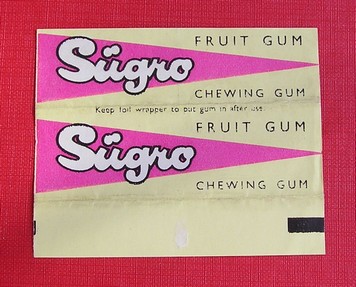 FRUIT GUM
Sügro
CHEWING GUM
Keep foil wrapper to put gum in after use.
FRUIT GUM
Sügro
CHEWING GUM